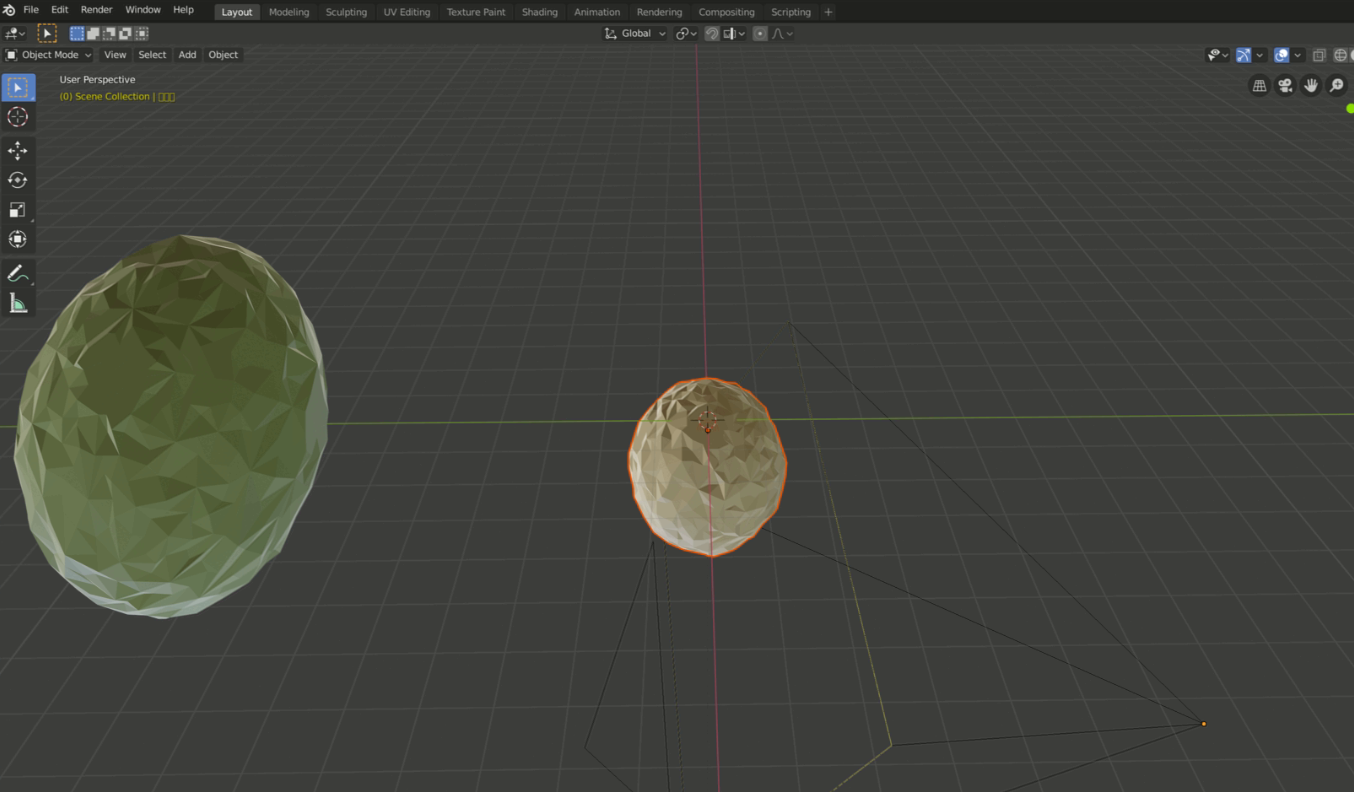 File Edit Render Window Help Layout Modeling Sculpting UV Editing Texture Paint Shading Animation Rendering Compositing Scripting +
Global
Object Mode View Select Add Object
User Perspective
(0) Scene Collection |